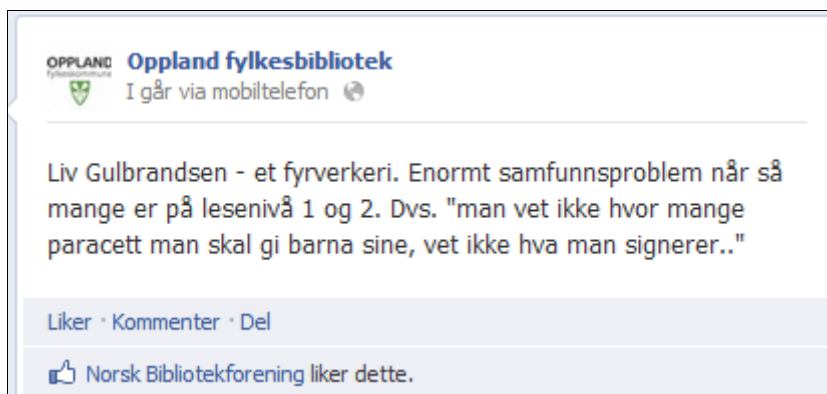 OPPLAND
fylkeskommune
Oppland fylkesbibliotek
I går via mobiltelefon
Liv Gulbrandsen - et fyrverkeri. Enormt samfunnsproblem når så
mange er på lesenivå 1 og 2. Dvs. "man vet ikke hvor mange
paracett man skal gi barna sine, vet ikke hva man signerer.."
Liker · Kommenter · Del
Norsk Bibliotekforening liker dette.